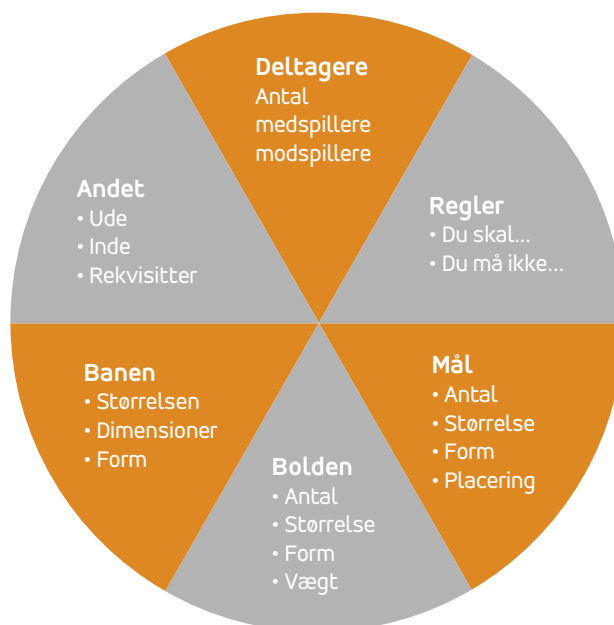 Deltagere
Antal
medspillere
modspillere
Regler
• Du skal...
• Du må ikke...
Mål
• Antal
• Størrelse
• Form
• Placering
Bolden
• Antal
• Størrelse
• Form
• Vægt
Banen
• Størrelsen
• Dimensioner
• Form
Andet
• Ude
• Inde
• Rekvisitter